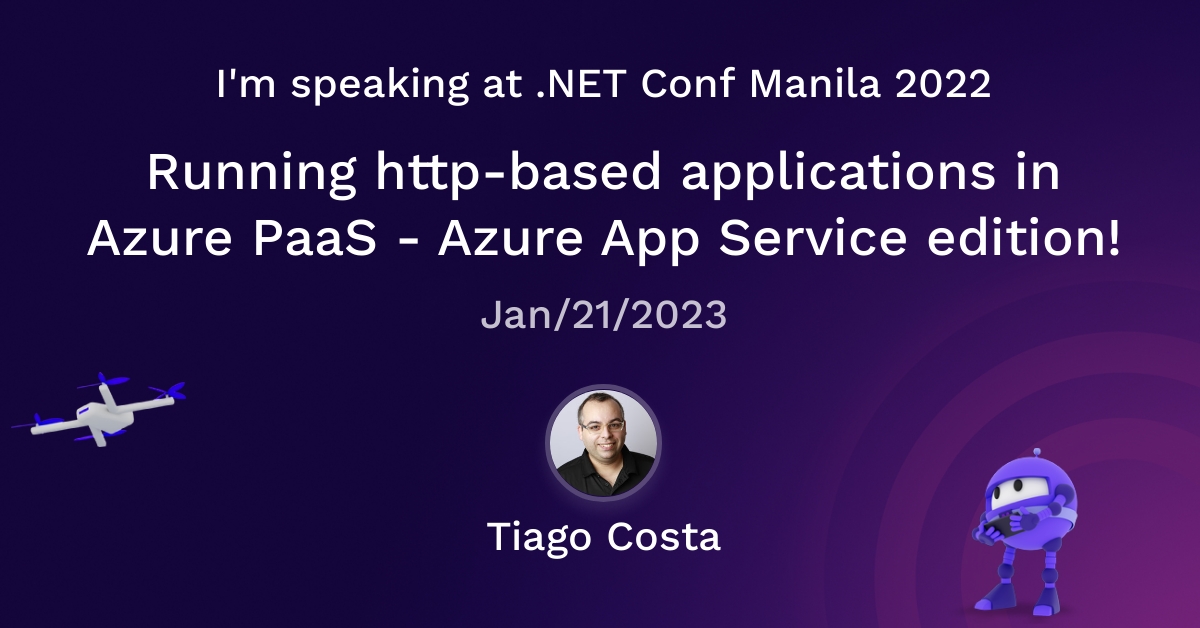 I'm speaking at .NET Conf Manila 2022
Running http-based applications in
Azure PaaS - Azure App Service edition!
Jan/21/2023
Tiago Costa